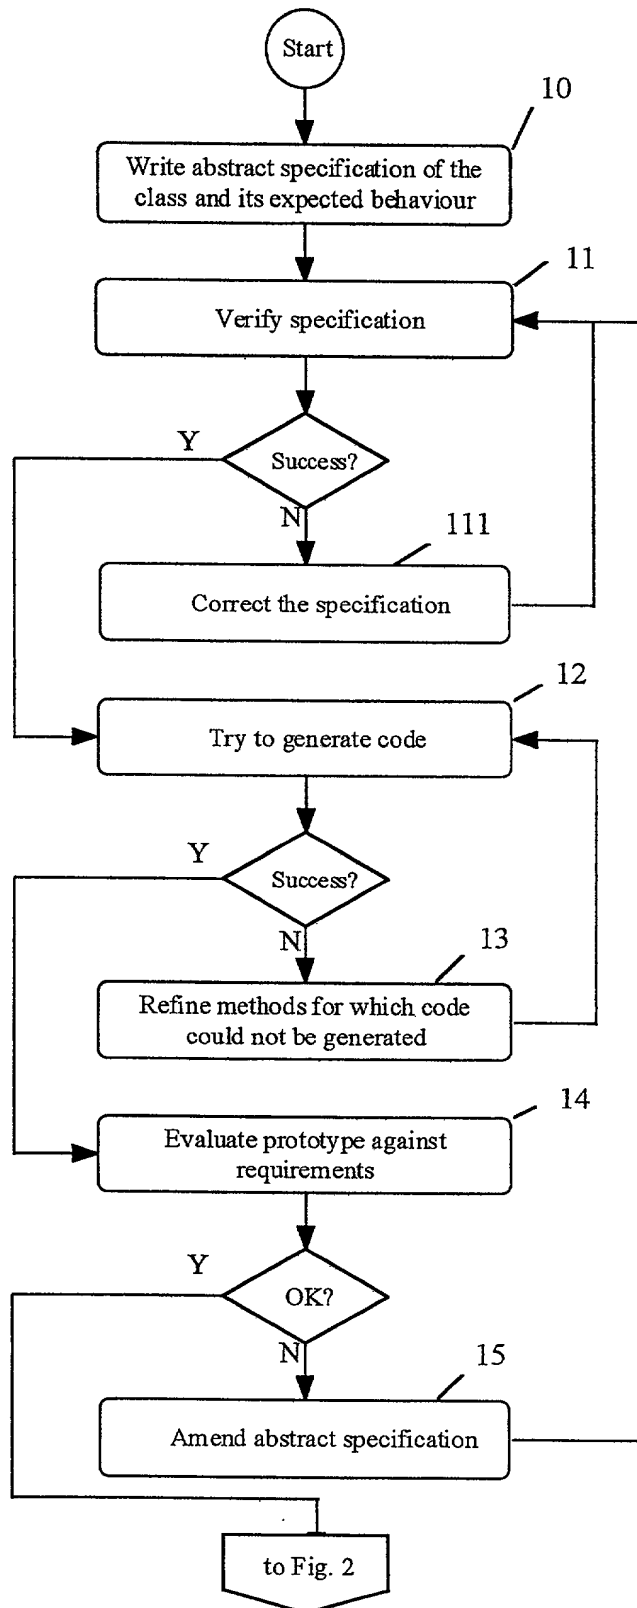 Start
10
Write abstract specification of the
class and its expected behaviour
11
Verify specification
Y
Success?
N
111
Correct the specification
12
Try to generate code
Y
Success?
N
13
Refine methods for which code
could not be generated
14
Evaluate prototype against
requirements
Y
OK?
N
15
Amend abstract specification
to Fig. 2